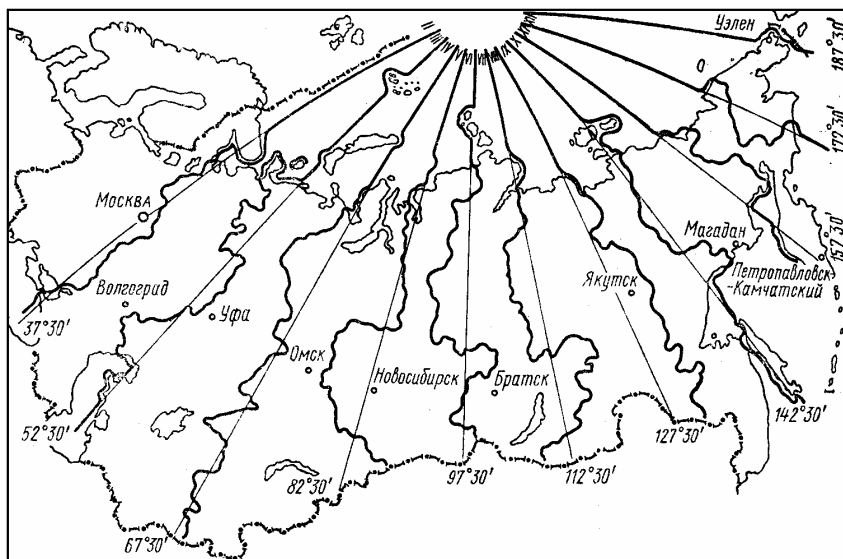 Уэлен
187°30'
172°30'
Москва
Магадан
157,30
Петропавловск-
-Камчатский
Якутск
Волгоград
Уфа
37°30'
Омск
Новосибирск
Братск
52°30'
142°30'
127°30'
82°30'
97°30'
112°30'
67°30'